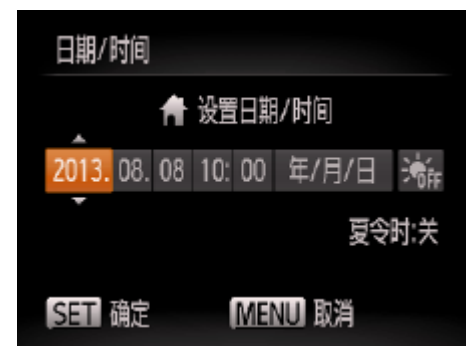 日期/时间
设置日期/时间
2013. 08. 08 10: 00 年/月/日 OFF
夏令时:关
SET 确定 MENU 取消